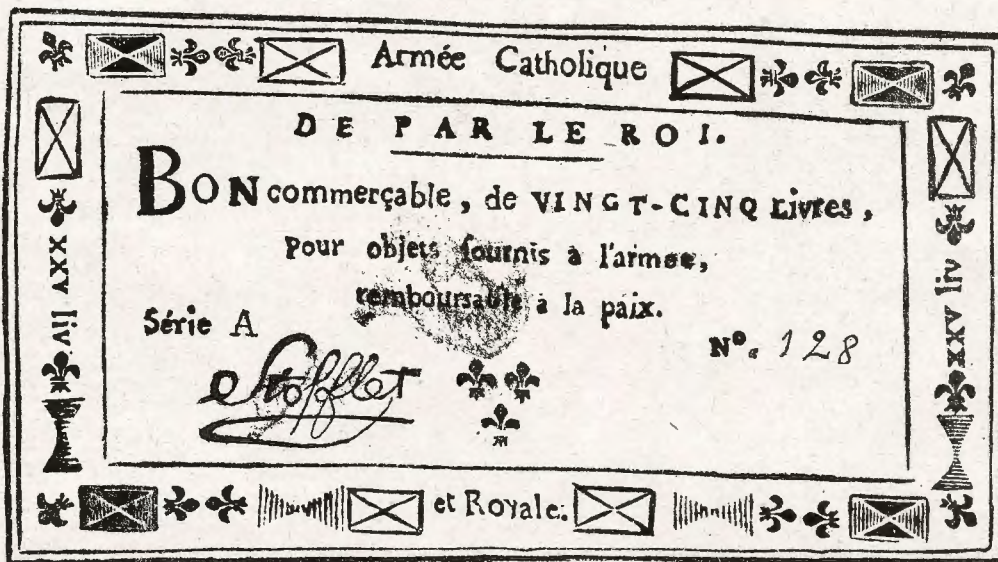 Armée Catholique
DE PAR LE ROI.
BON commerçable, de VINGT-CINQ Livres,
Pour objets fournis à l'armée,
remboursable à la paix.
Série A
N°. 128
Stofflet
XXV liv
XXV liv
et Royale.